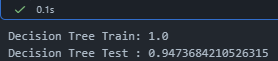 0.1s
Decision Tree Train: 1.0
Decision Tree Test : 0.9473684210526315